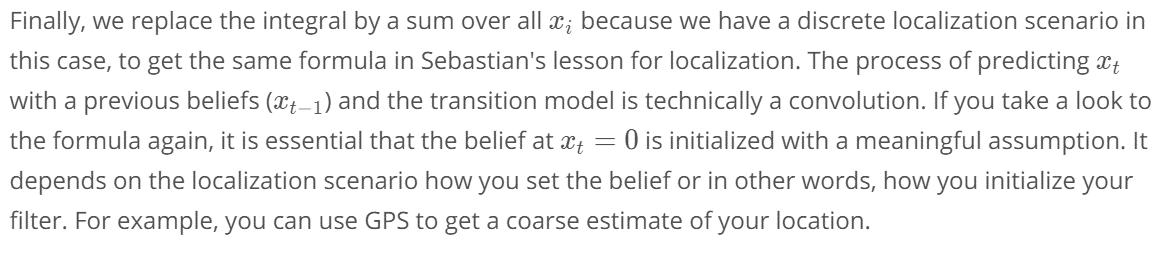 Finally, we replace the integral by a sum over all xᵢ because we have a discrete localization scenario in
this case, to get the same formula in Sebastian's lesson for localization. The process of predicting xₜ
with a previous beliefs (xₜ₋₁) and the transition model is technically a convolution. If you take a look to
the formula again, it is essential that the belief at xₜ = 0 is initialized with a meaningful assumption. It
depends on the localization scenario how you set the belief or in other words, how you initialize your
filter. For example, you can use GPS to get a coarse estimate of your location.